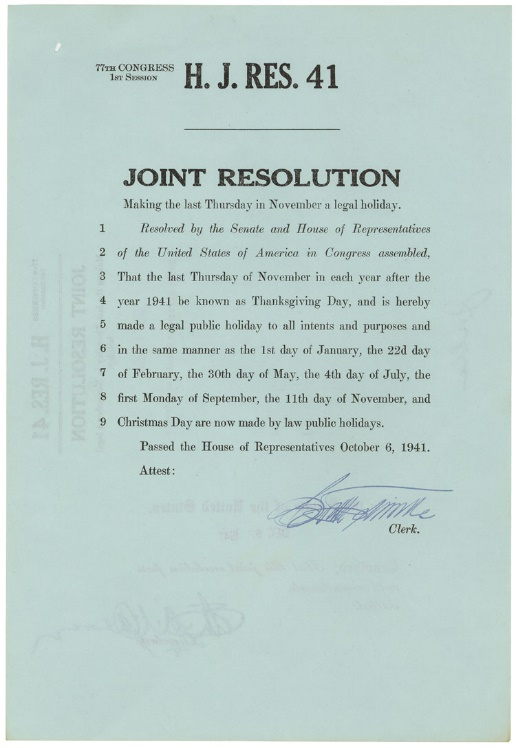 77TH CONGRESS
1ST SESSION
H. J. RES. 41
JOINT RESOLUTION
Making the last Thursday in November a legal holiday.
1 Resolved by the Senate and House of Representatives
2 of the United States of America in Congress assembled,
3 That the last Thursday of November in each year after the
4 year 1941 be known as Thanksgiving Day, and is hereby
5 made a legal public holiday to all intents and purposes and
6 in the same manner as the 1st day of January, the 22d day
7 of February, the 30th day of May, the 4th day of July, the
8 first Monday of September, the 11th day of November, and
9 Christmas Day are now made by law public holidays.
Passed the House of Representatives October 6, 1941.
Attest:
Clerk.
JOINT RESOLUTION
H. J. RES. 41